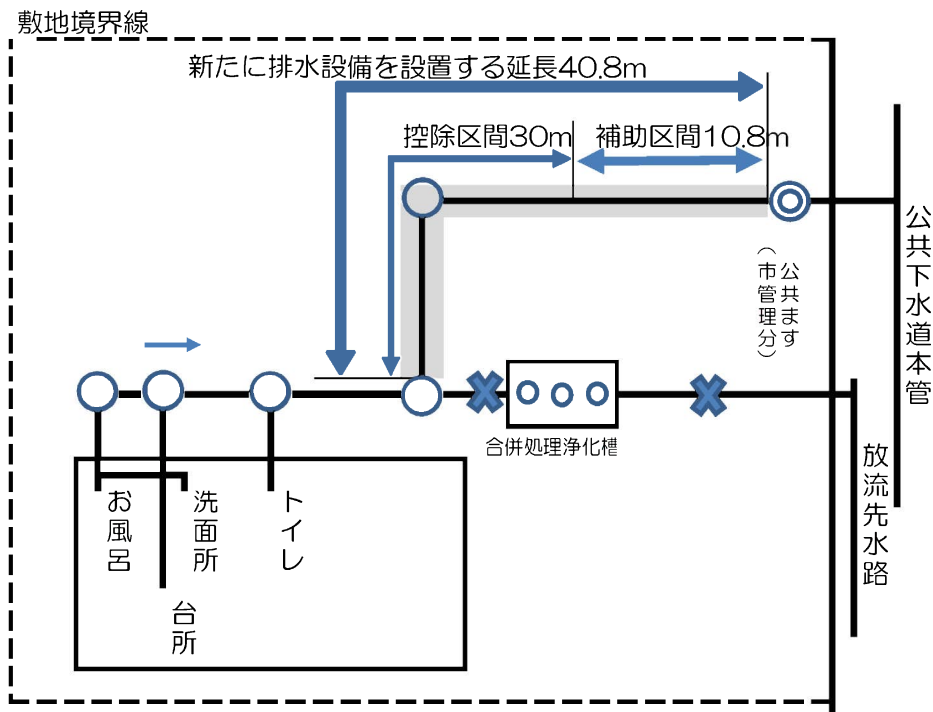 敷地境界線
新たに排水設備を設置する延長40.8m
控除区間30m
補助区間10.8m
公共ます
（市管理分）
公共下水道本管
合併処理浄化槽
放流先水路
お風呂
洗面所
トイレ
台所